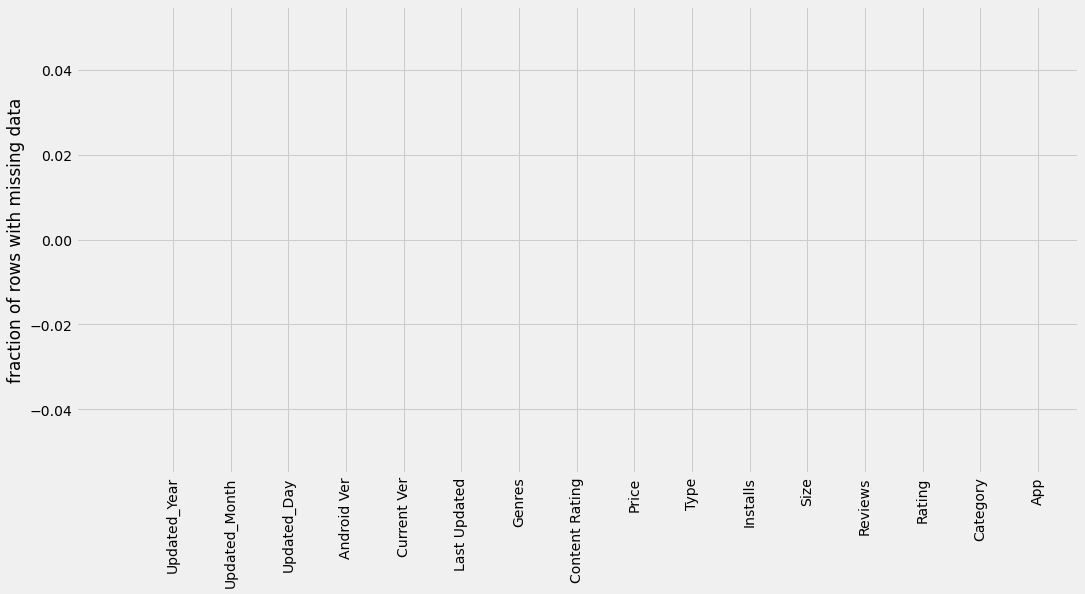 fraction of rows with missing data
0.04
0.02
0.00
−0.02
−0.04
Updated_Year
Updated_Month
Updated_Day
Android Ver
Current Ver
Last Updated
Genres
Content Rating
Price
Type
Installs
Size
Reviews
Rating
Category
App